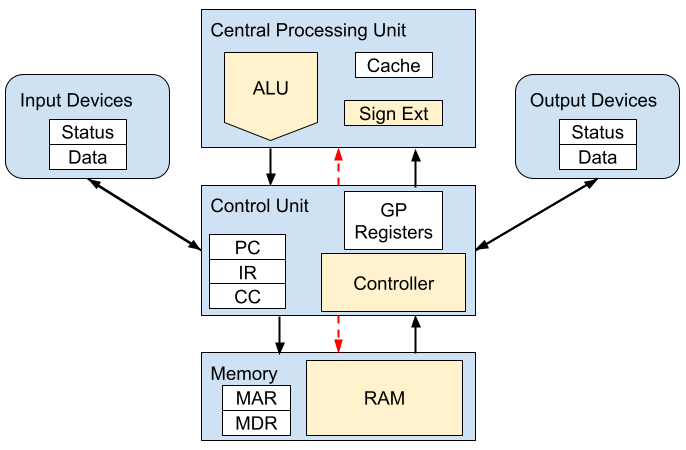 Central Processing Unit
ALU
Cache
Sign Ext
Input Devices
Status
Data
Output Devices
Status
Data
Control Unit
GP
Registers
PC
IR
CC
Controller
Memory
MAR
MDR
RAM